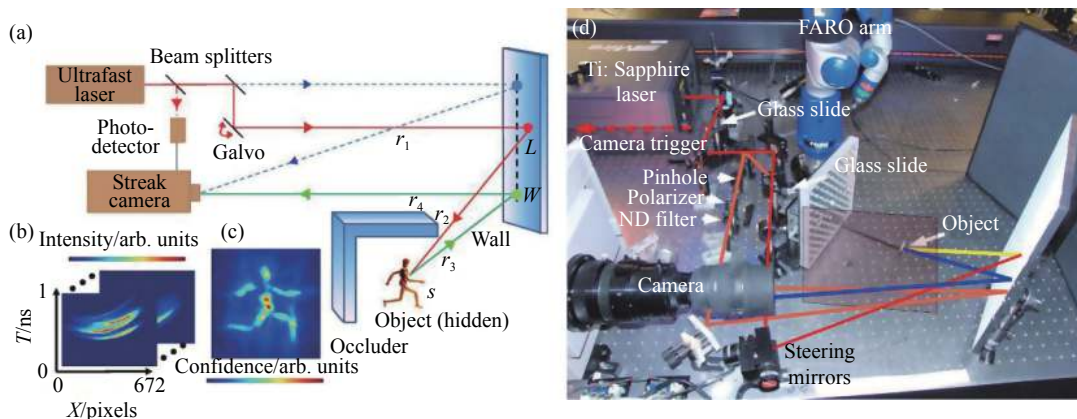 (a)
Beam splitters
Ultrafast
laser
Photo-
detector
Galvo
r1
L
Streak
camera
W
r4
r2
Wall
r3
s
Object (hidden)
Occluder
(b)
Intensity/arb. units
1
T/ns
0
0
672
X/pixels
(c)
Confidence/arb. units
(d)
FARO arm
Ti: Sapphire
laser
Glass slide
Camera trigger
Glass slide
Pinhole
Polarizer
ND filter
Object
Camera
Steering
mirrors